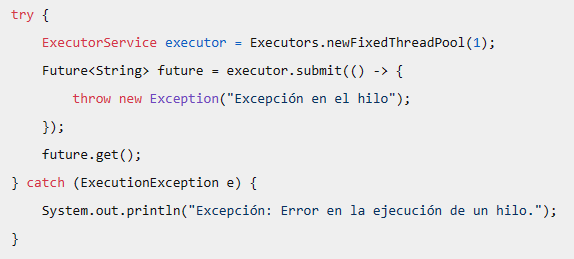 try {
ExecutorService executor = Executors.newFixedThreadPool(1);
Future<String> future = executor.submit(() -> {
throw new Exception("Excepción en el hilo");
});
future.get();
} catch (ExecutionException e) {
System.out.println("Excepción: Error en la ejecución de un hilo.");
}